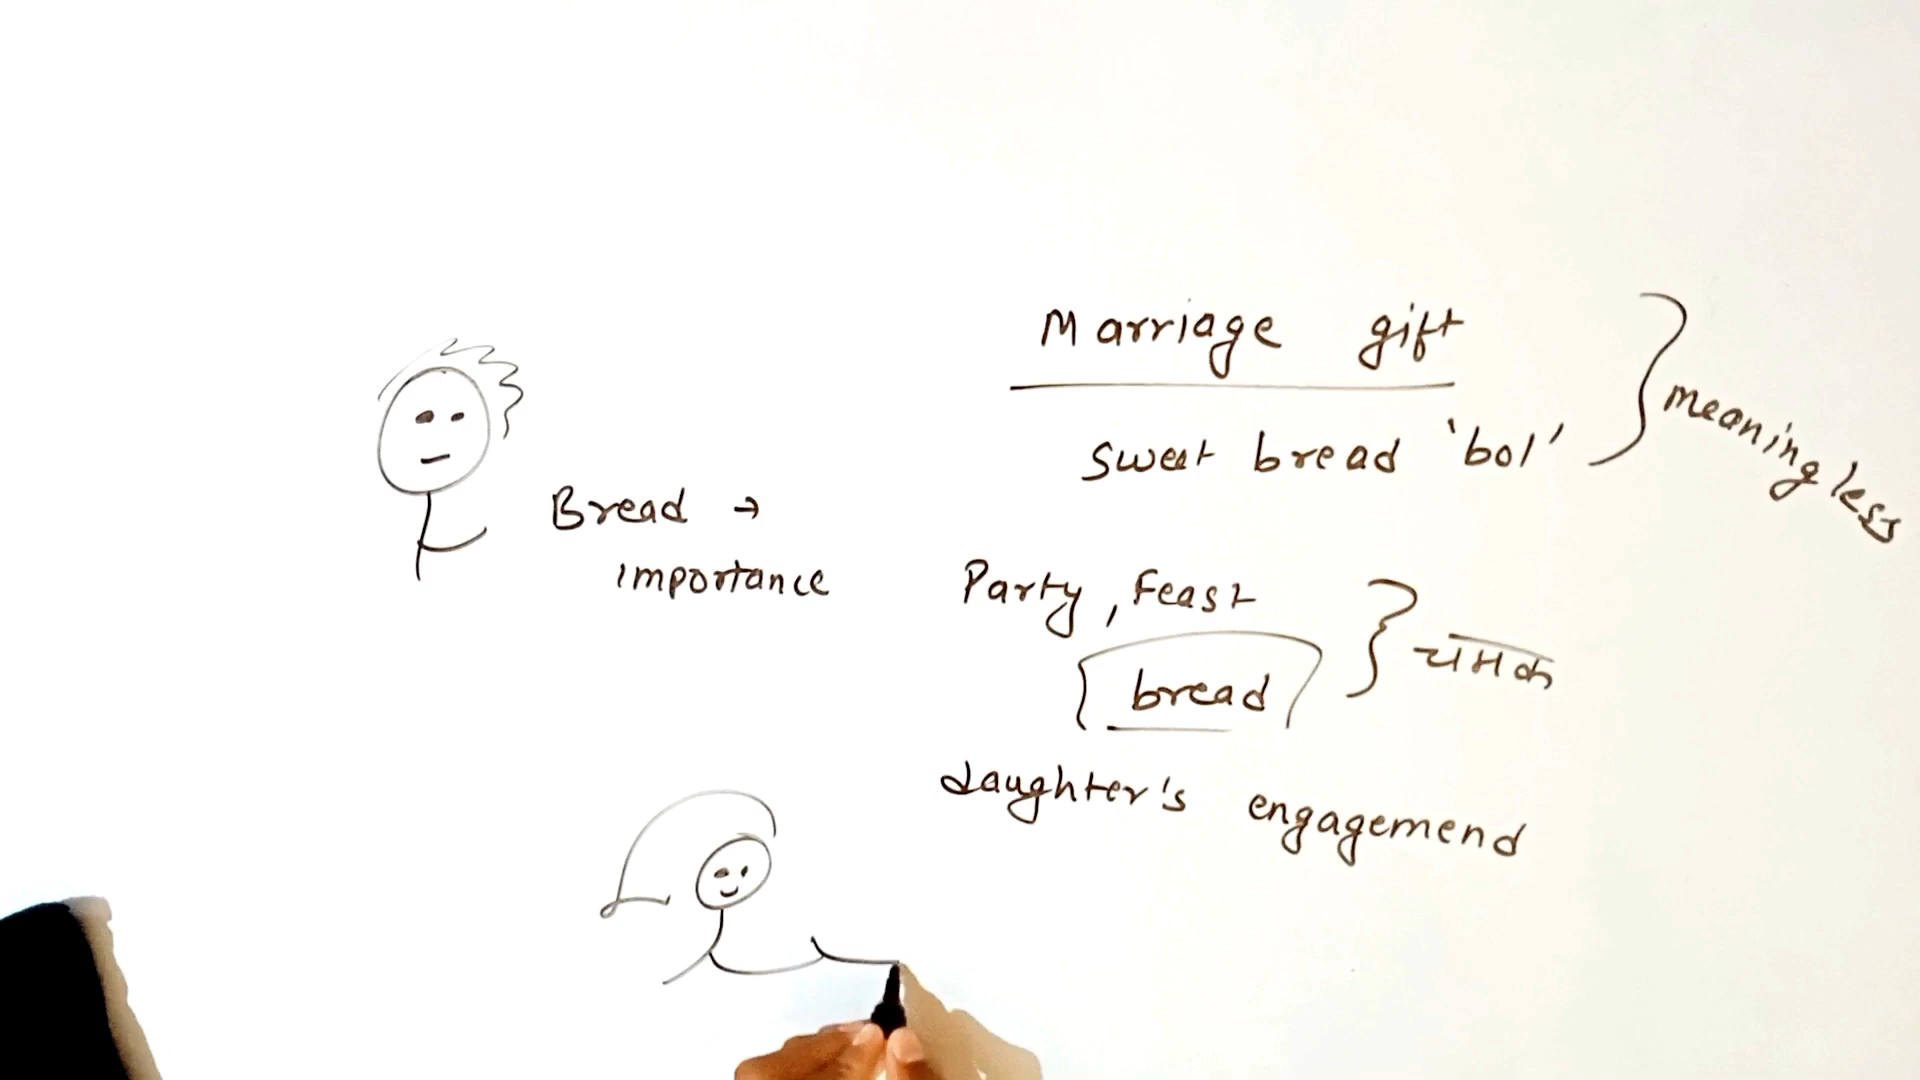 Marriage gift
sweet bread 'bol'
meaningless
Bread →
importance
Party, Feast
bread
चमक
daughter's engagemend